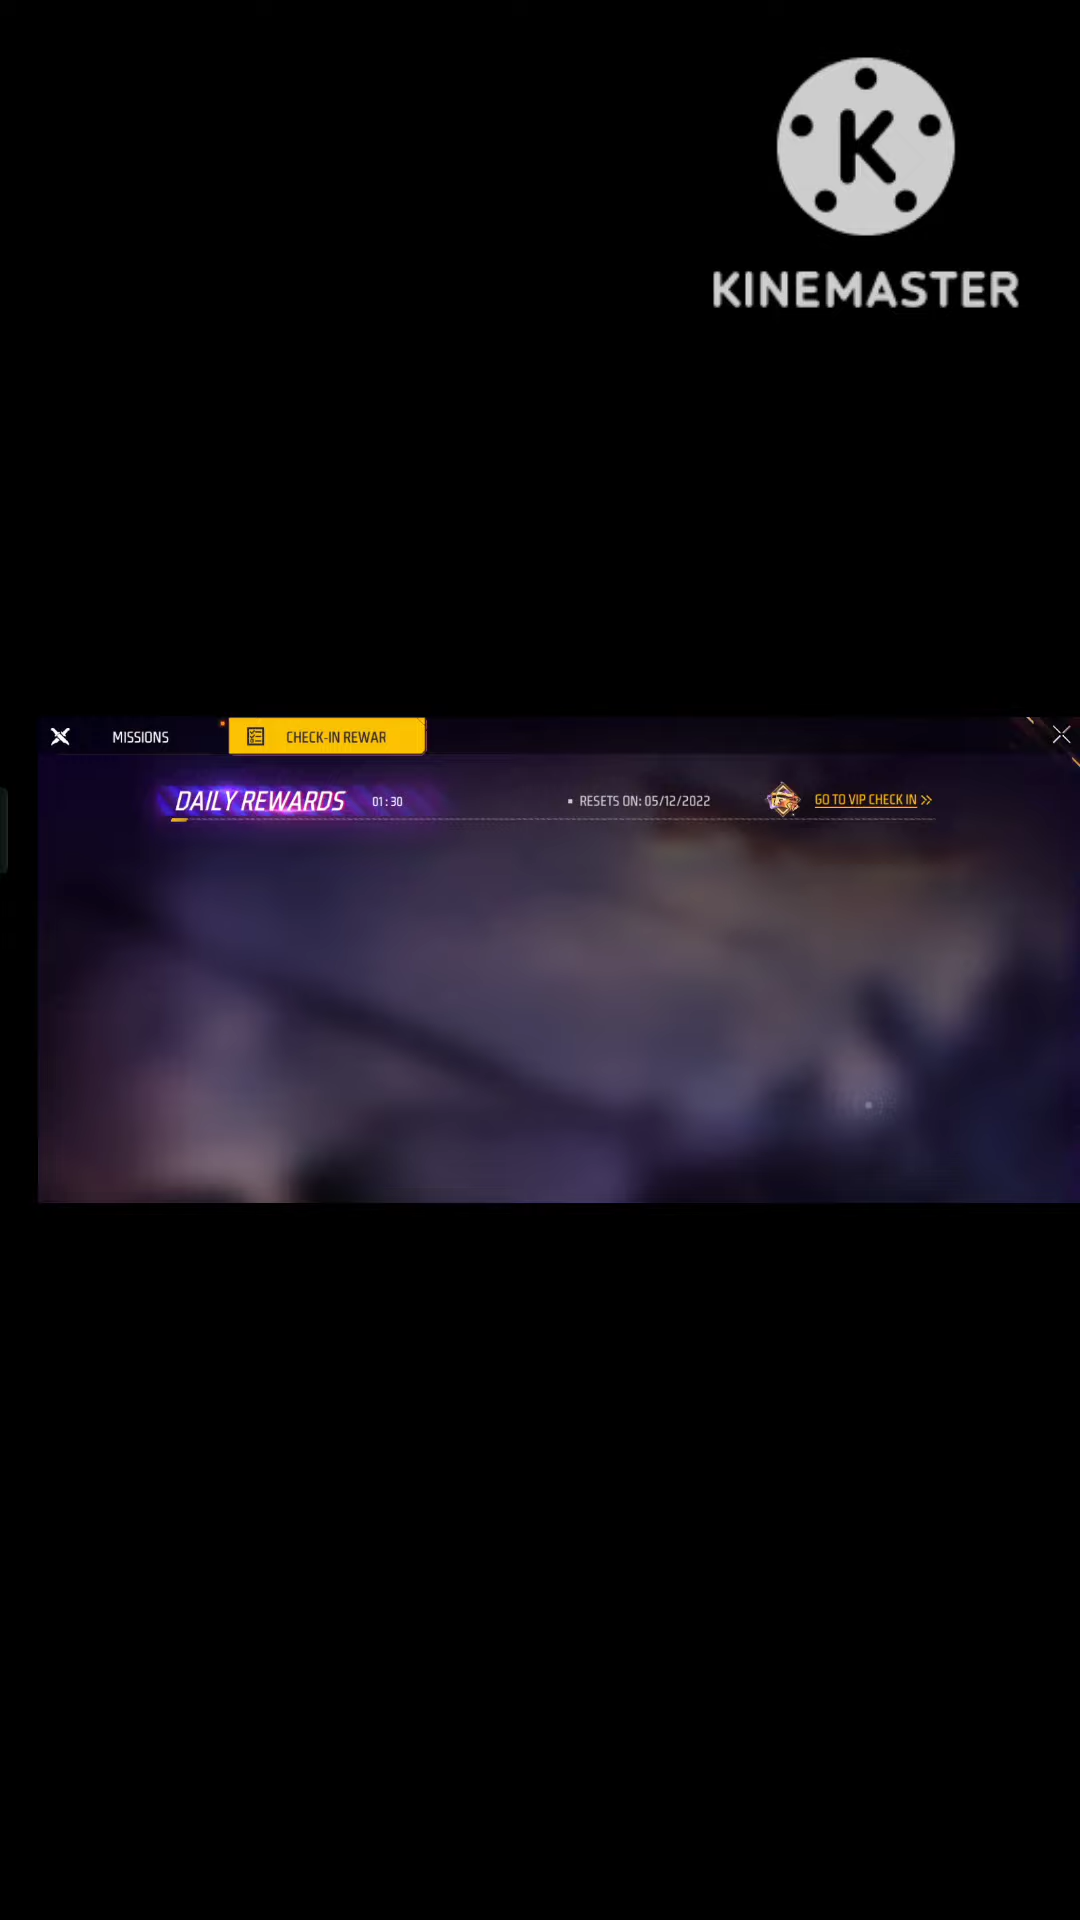 KINEMASTER
MISSIONS
CHECK-IN REWAR
DAILY REWARDS
01 : 30
RESETS ON: 05/12/2022
GO TO VIP CHECK IN >>